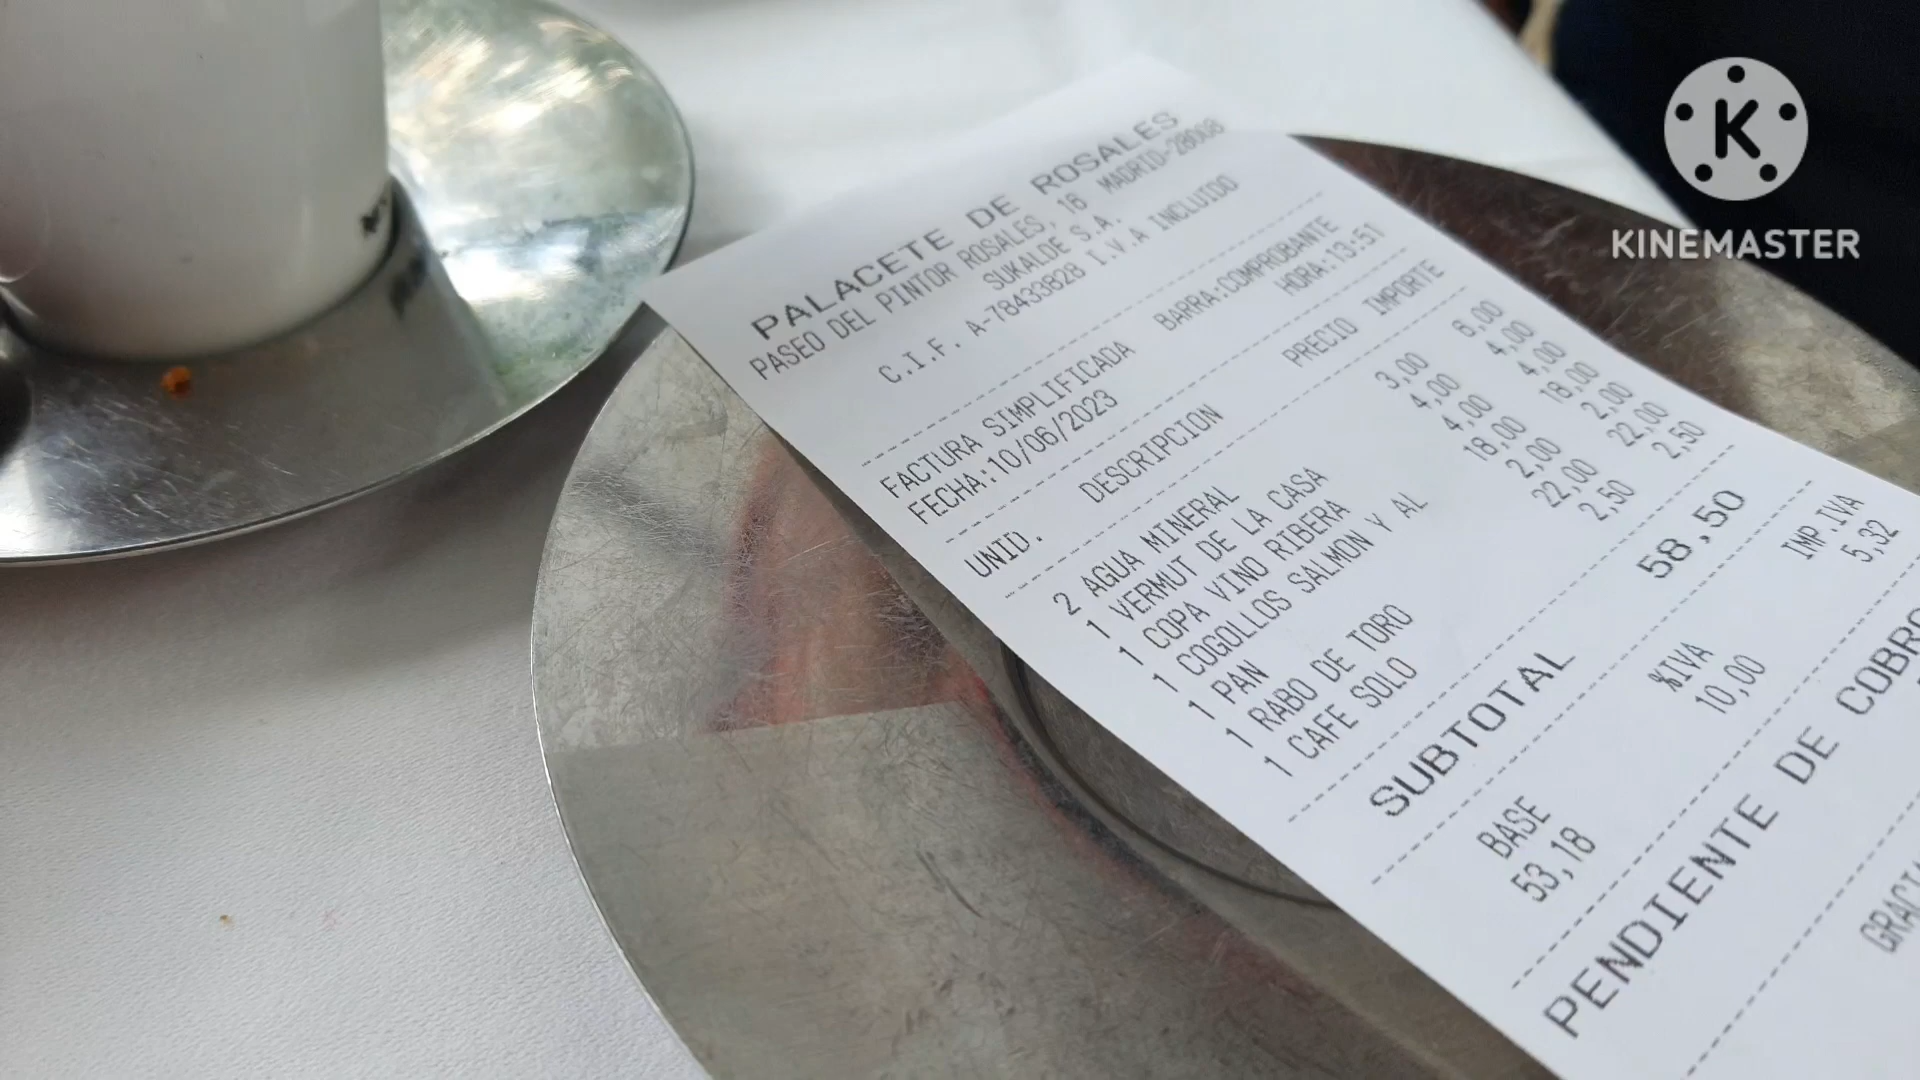 PALACETE DE ROSALES
PASEO DEL PINTOR ROSALES, 16 MADRID-28008
SUKALDE S.A.
C.I.F. A-78433828 I.V.A INCLUIDO
FACTURA SIMPLIFICADA BARRA:COMPROBANTE
FECHA:10/06/2023 HORA:13:51
UNID. DESCRIPCION PRECIO IMPORTE
2 AGUA MINERAL 3,00 6,00
1 VERMUT DE LA CASA 4,00 4,00
1 COPA VINO RIBERA 4,00 4,00
1 COGOLLOS SALMON Y AL 18,00 18,00
1 PAN 2,00 2,00
1 RABO DE TORO 22,00 22,00
1 CAFE SOLO 2,50 2,50
SUBTOTAL 58,50
BASE %IVA IMP.IVA
53,18 10,00 5,32
PENDIENTE DE COBRO
K
KINEMASTER